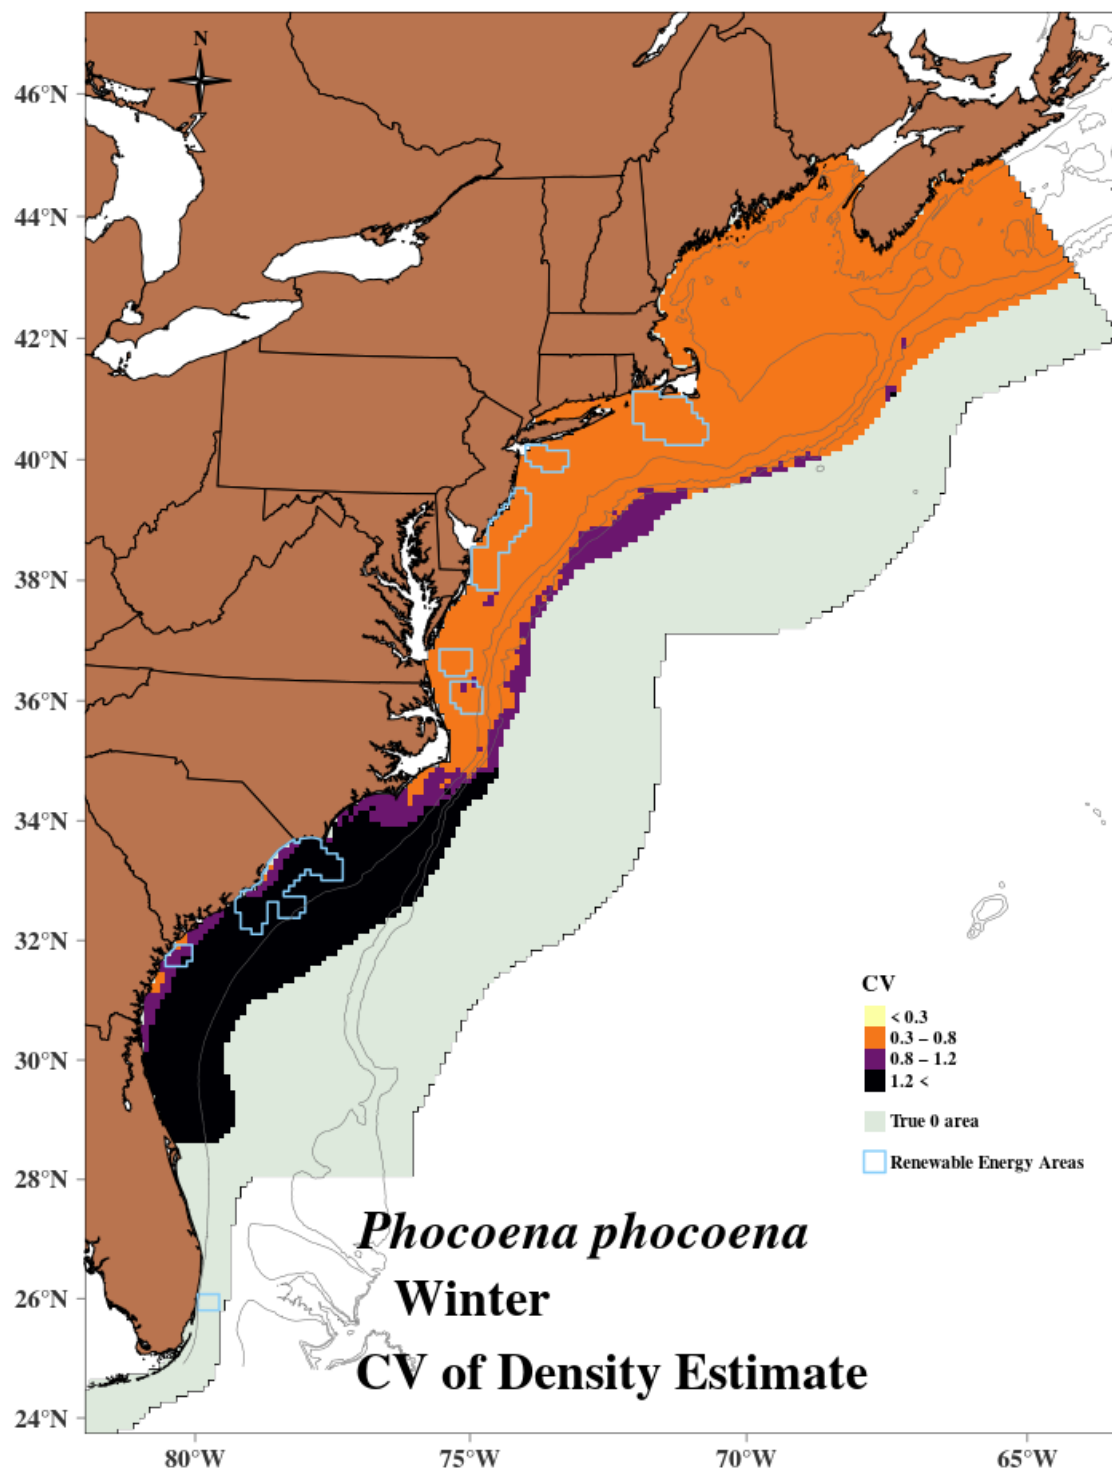 N
46°N
44°N
42°N
40°N
38°N
36°N
34°N
32°N
30°N
28°N
26°N
24°N
CV
< 0.3
0.3 – 0.8
0.8 – 1.2
1.2 <
True 0 area
Renewable Energy Areas
Phocoena phocoena
Winter
CV of Density Estimate
80°W 75°W 70°W 65°W